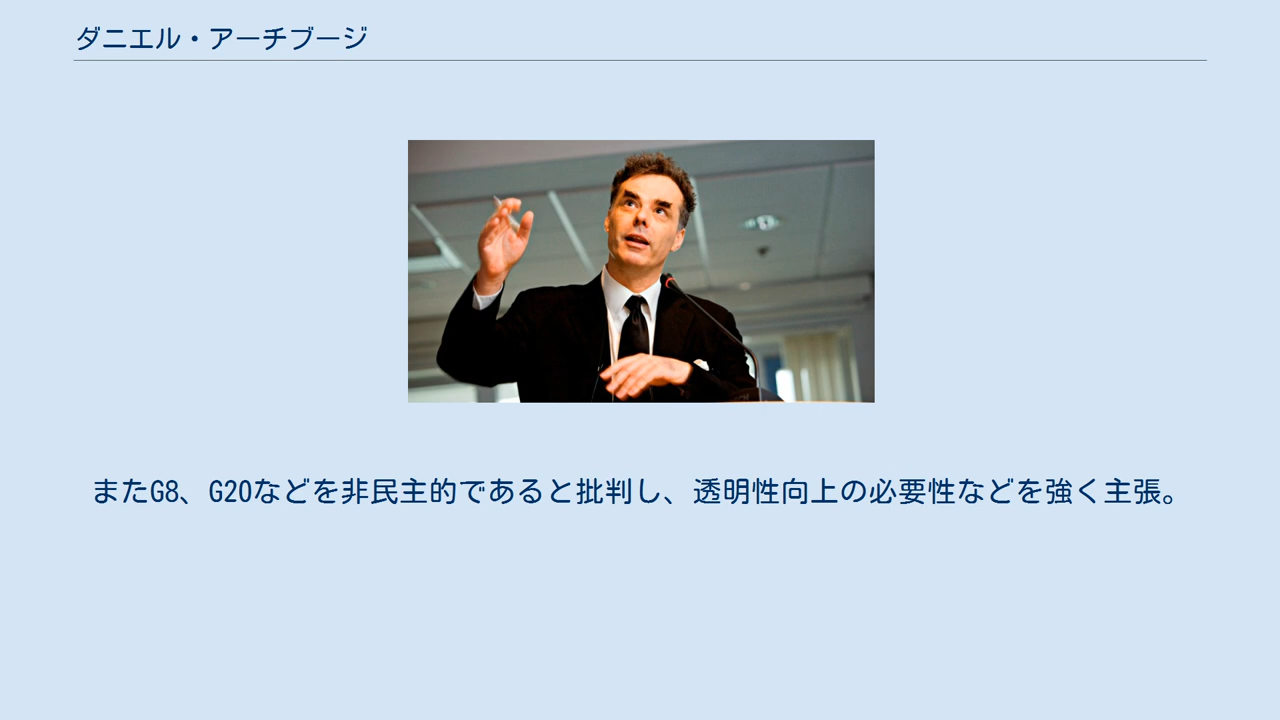 ダニエル・アーチブージ
またG8、G20などを非民主的であると批判し、透明性向上の必要性などを強く主張。